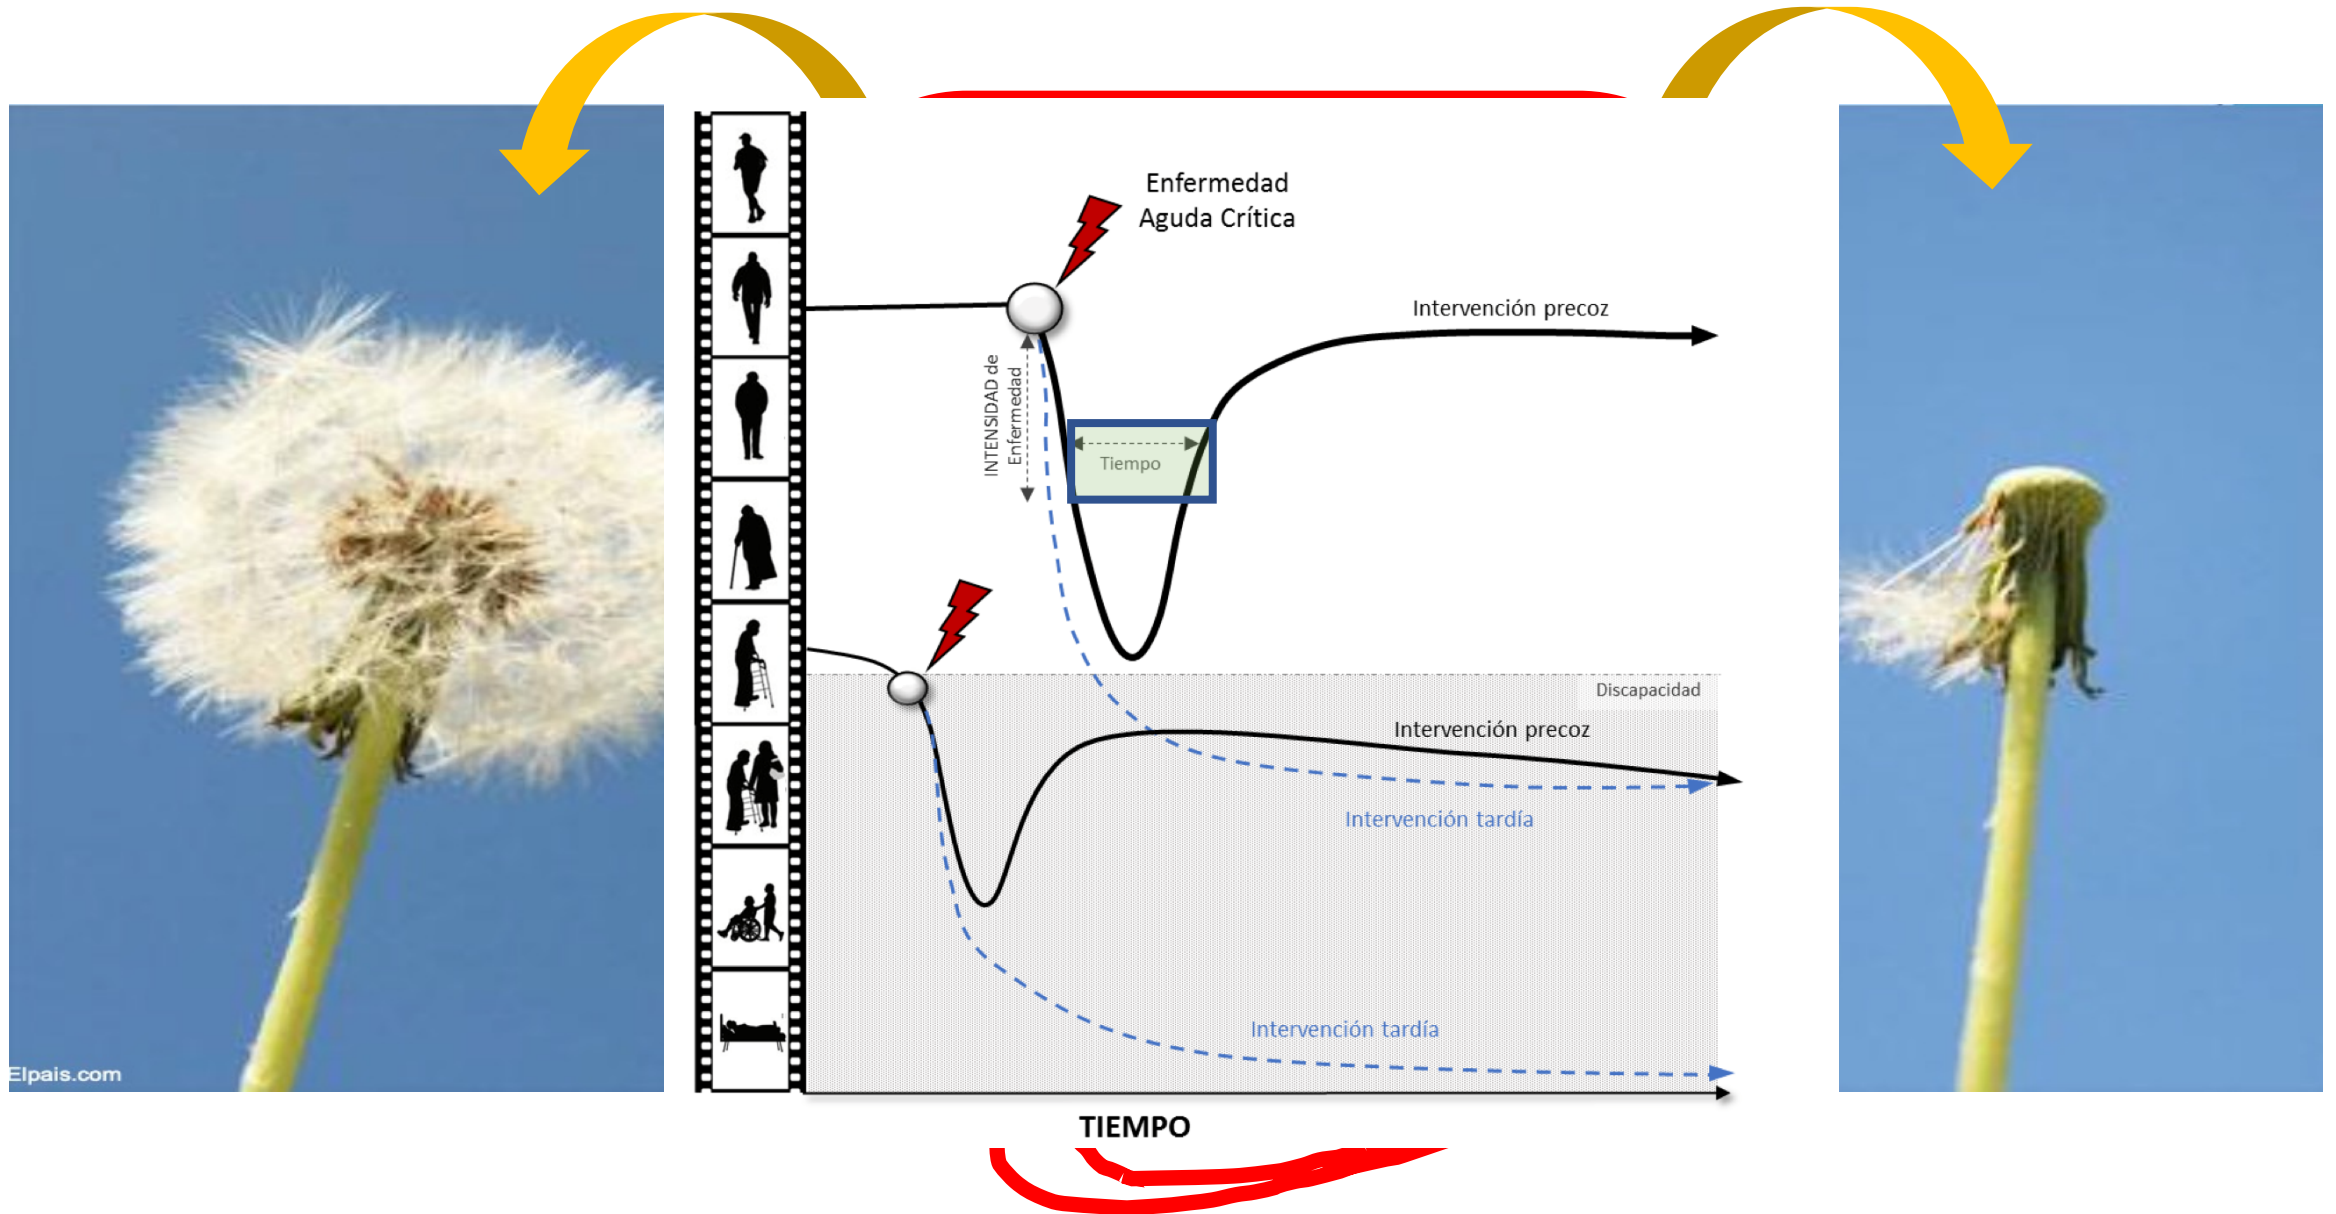 Enfermedad
Aguda Crítica
Intervención precoz
INTENSIDAD de
Enfermedad
Tiempo
Discapacidad
Intervención precoz
Intervención tardía
Intervención tardía
Elpais.com
TIEMPO